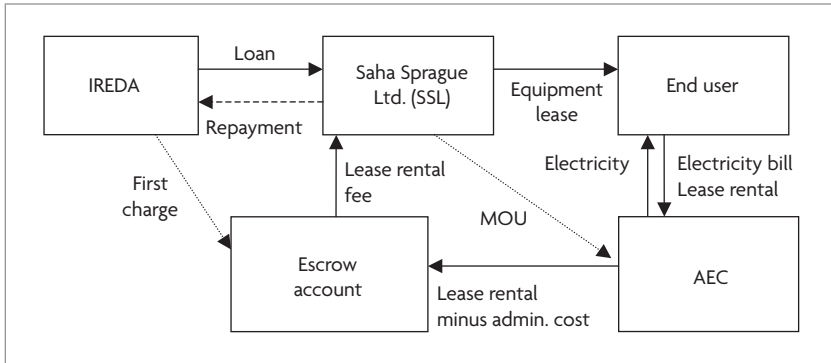 IREDA
Loan
Repayment
Saha Sprague
Ltd. (SSL)
Equipment
lease
End user
First
charge
Lease rental
fee
MOU
Electricity
Electricity bill
Lease rental
Escrow
account
Lease rental
minus admin. cost
AEC